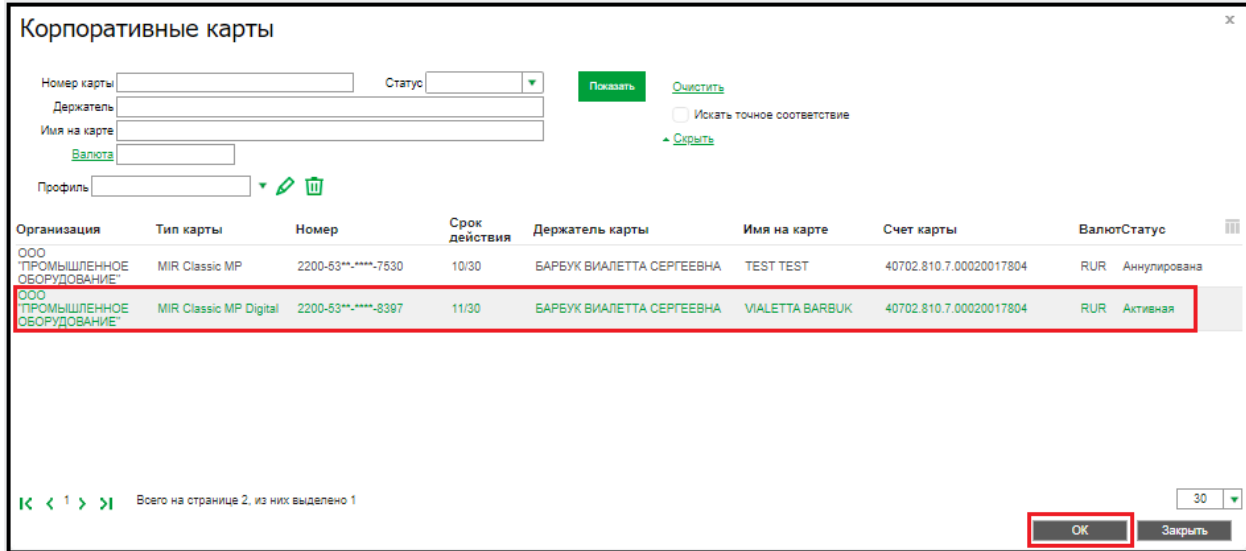 Корпоративные карты
x
Номер карты
Статус
Показать
Очистить
Держатель
Искать точное соответствие
Имя на карте
Скрыть
Валюта
Профиль
Организация Тип карты Номер Срок действия Держатель карты Имя на карте Счет карты ВалютСтатус
ООО
"ПРОМЫШЛЕННОЕ MIR Classic MP 2200-53**-****-7530 10/30 БАРБУК ВИАЛЕТТА СЕРГЕЕВНА TEST TEST 40702.810.7.00020017804 RUR Аннулирована
ОБОРУДОВАНИЕ"
ООО
"ПРОМЫШЛЕННОЕ MIR Classic MP Digital 2200-53**-****-8397 11/30 БАРБУК ВИАЛЕТТА СЕРГЕЕВНА VIALETTA BARBUK 40702.810.7.00020017804 RUR Активная
ОБОРУДОВАНИЕ"
1 Всего на странице 2, из них выделено 1
30
ОК Закрыть